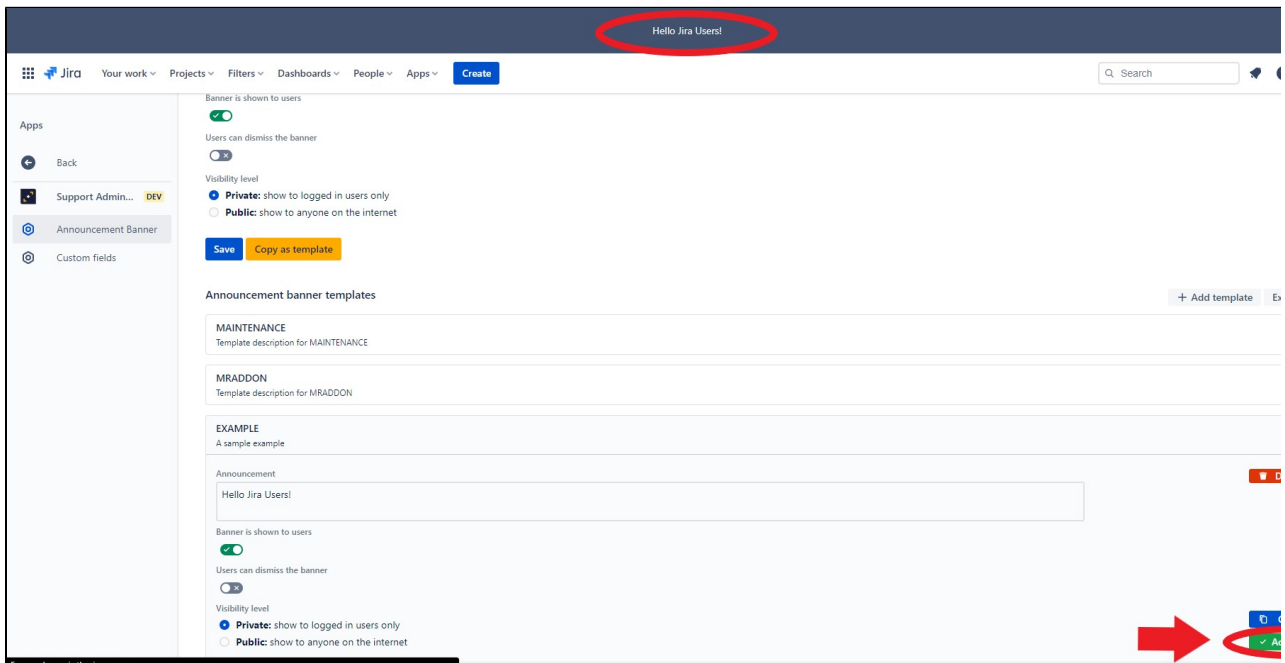 Hello Jira Users!
Jira Your work Projects Filters Dashboards People Apps Create Search
Apps
Back
Support Admin... DEV
Announcement Banner
Custom fields
Banner is shown to users
Users can dismiss the banner
Visibility level
Private: show to logged in users only
Public: show to anyone on the internet
Save Copy as template
Announcement banner templates + Add template Ex
MAINTENANCE
Template description for MAINTENANCE
MRADDON
Template description for MRADDON
EXAMPLE
A sample example
Announcement
D
Hello Jira Users!
Banner is shown to users
Users can dismiss the banner
Visibility level
Private: show to logged in users only
Public: show to anyone on the internet